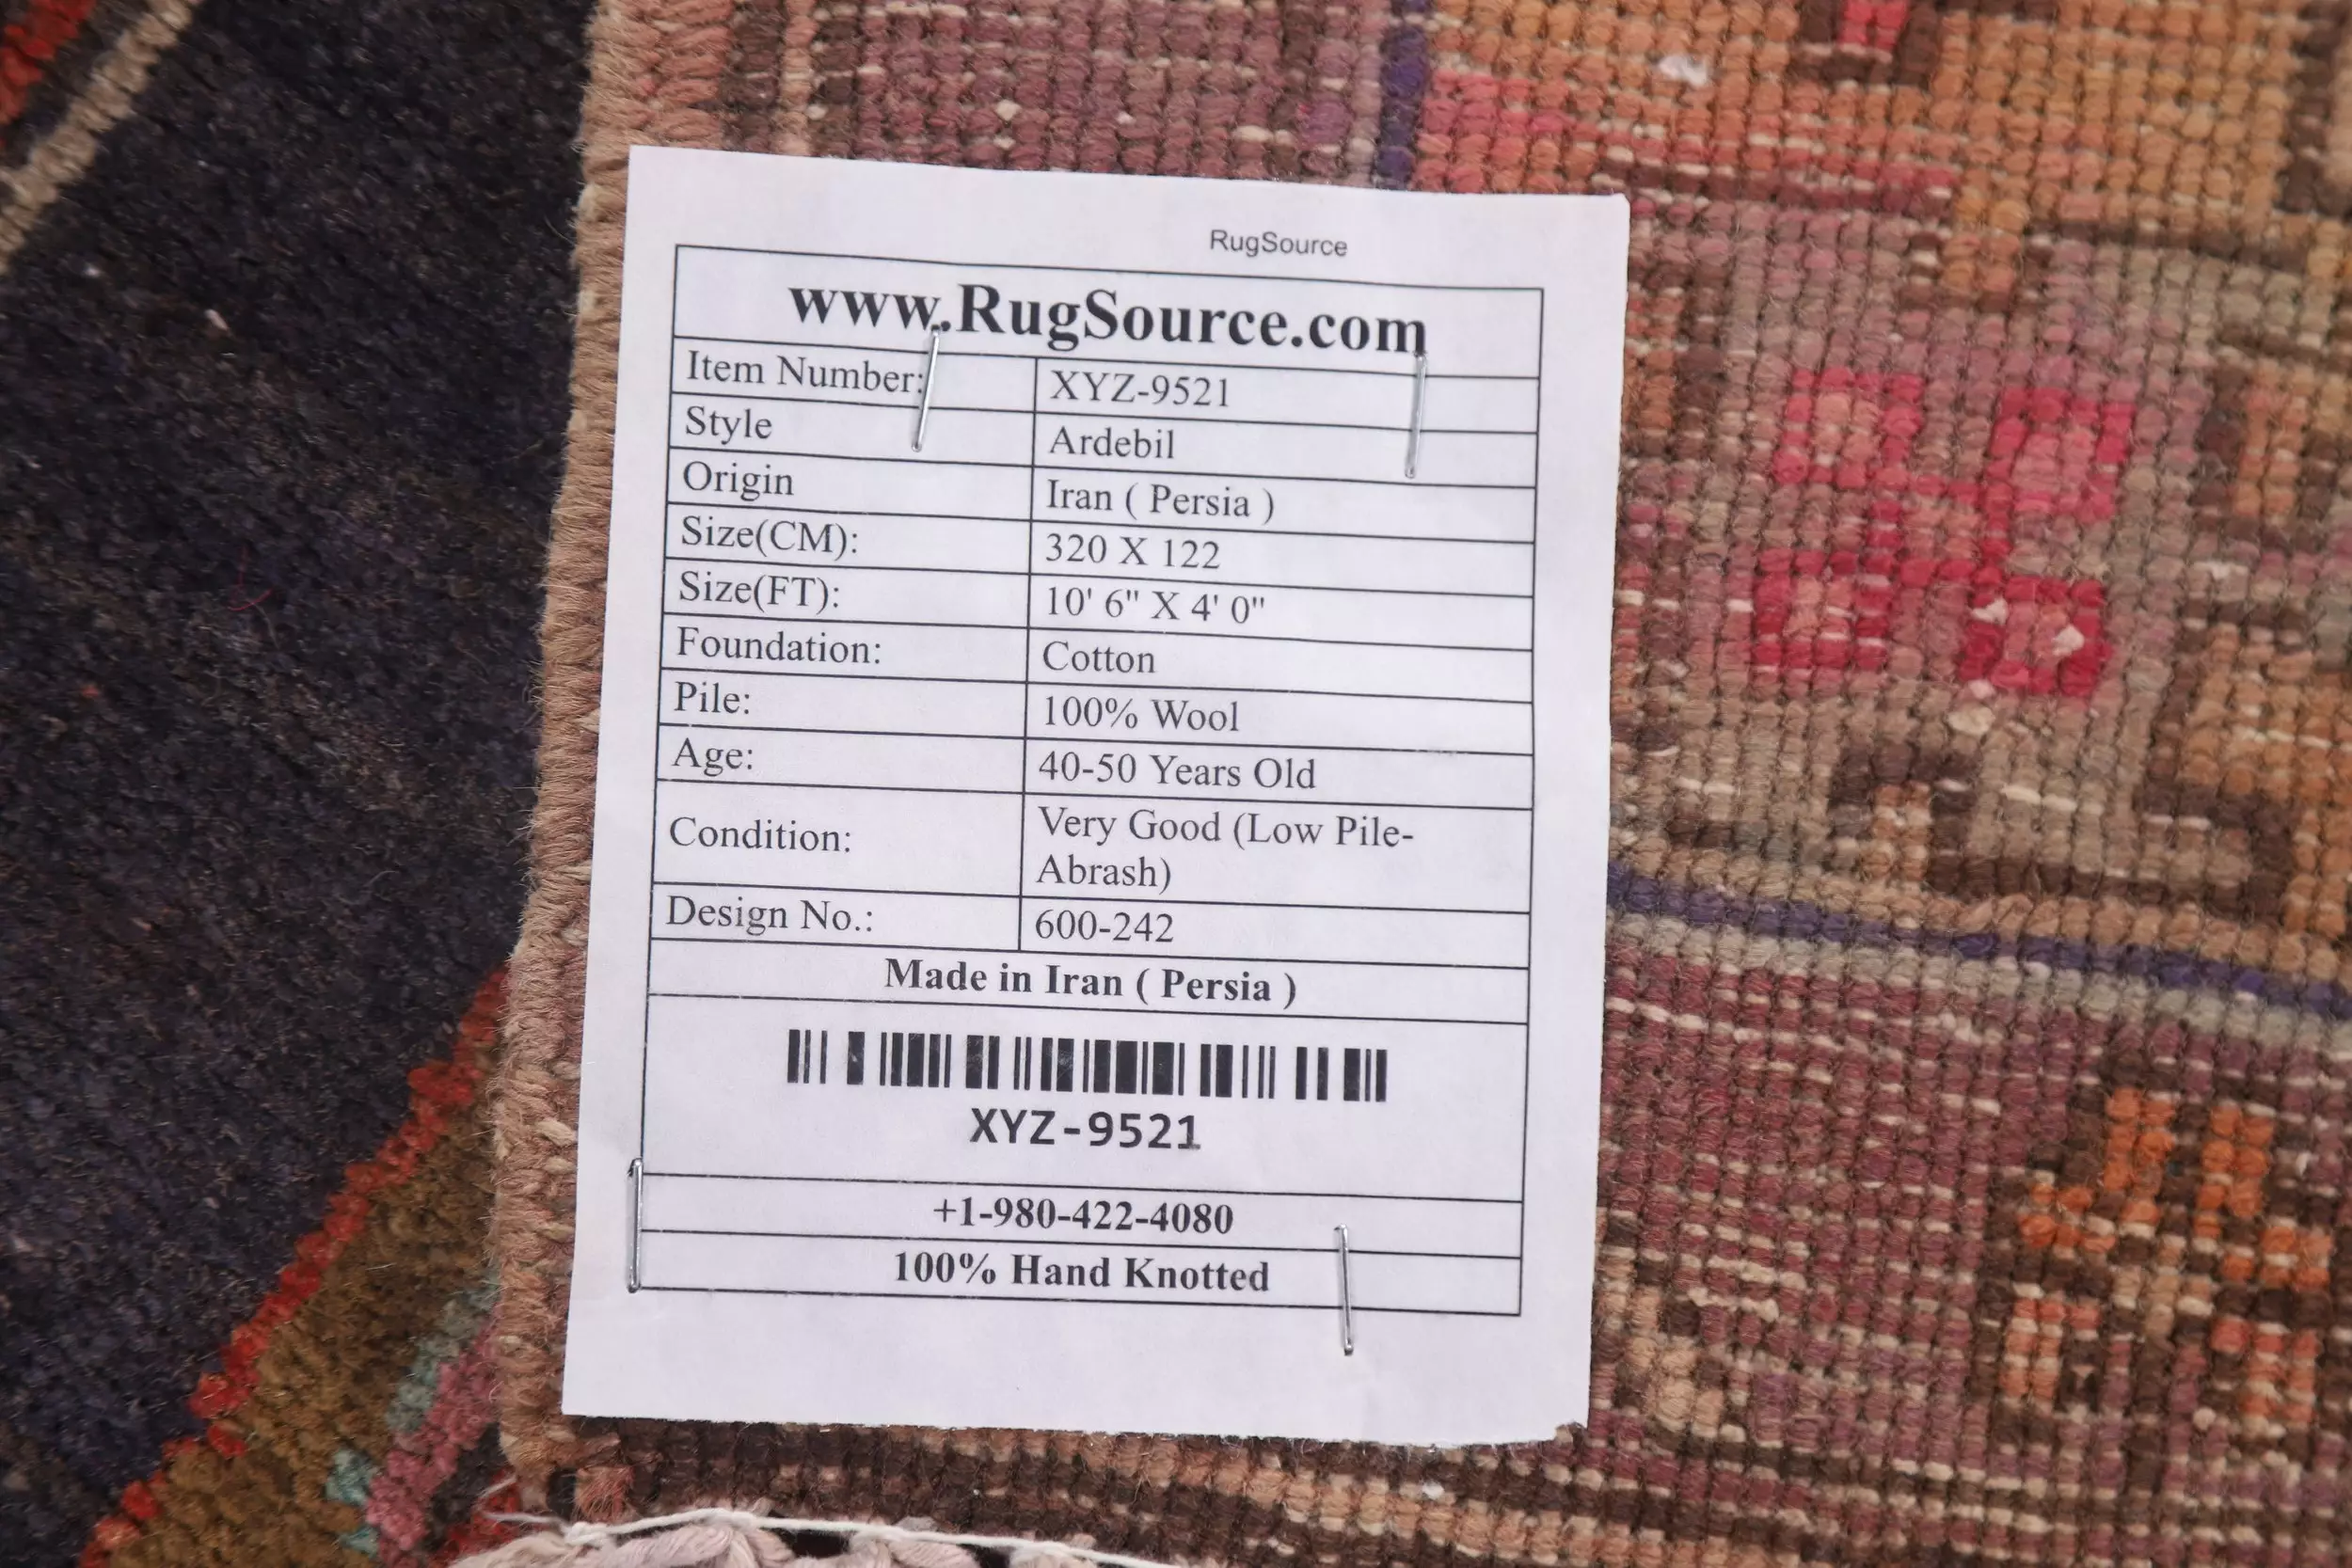 RugSource
www.RugSource.com
Item Number: XYZ-9521
Style Ardebil
Origin Iran ( Persia )
Size(CM): 320 X 122
Size(FT): 10' 6" X 4' 0"
Foundation: Cotton
Pile: 100% Wool
Age: 40-50 Years Old
Condition: Very Good (Low Pile-
Abrash)
Design No.: 600-242
Made in Iran ( Persia )
XYZ-9521
+1-980-422-4080
100% Hand Knotted